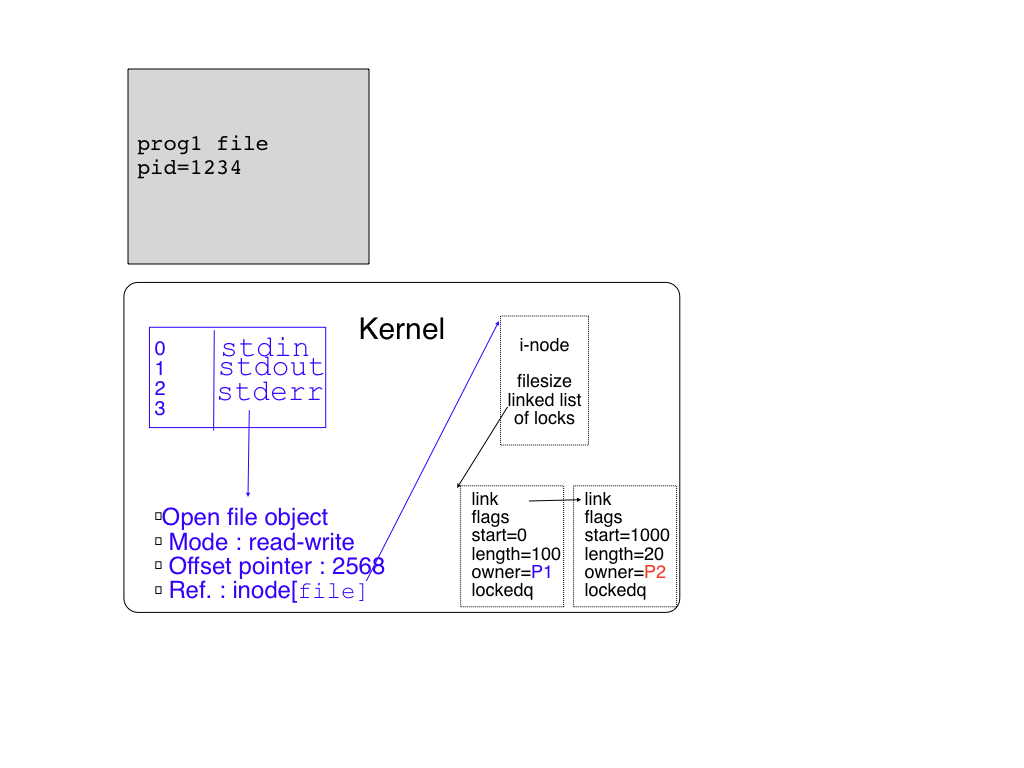 prog1 file
pid=1234
Kernel
0 stdin
1 stdout
2 stderr
3
i-node
filesize
linked list
of locks
Open file object
Mode : read-write
Offset pointer : 2568
Ref. : inode[file]
link
flags
start=0
length=100
owner=P1
lockedq
link
flags
start=1000
length=20
owner=P2
lockedq